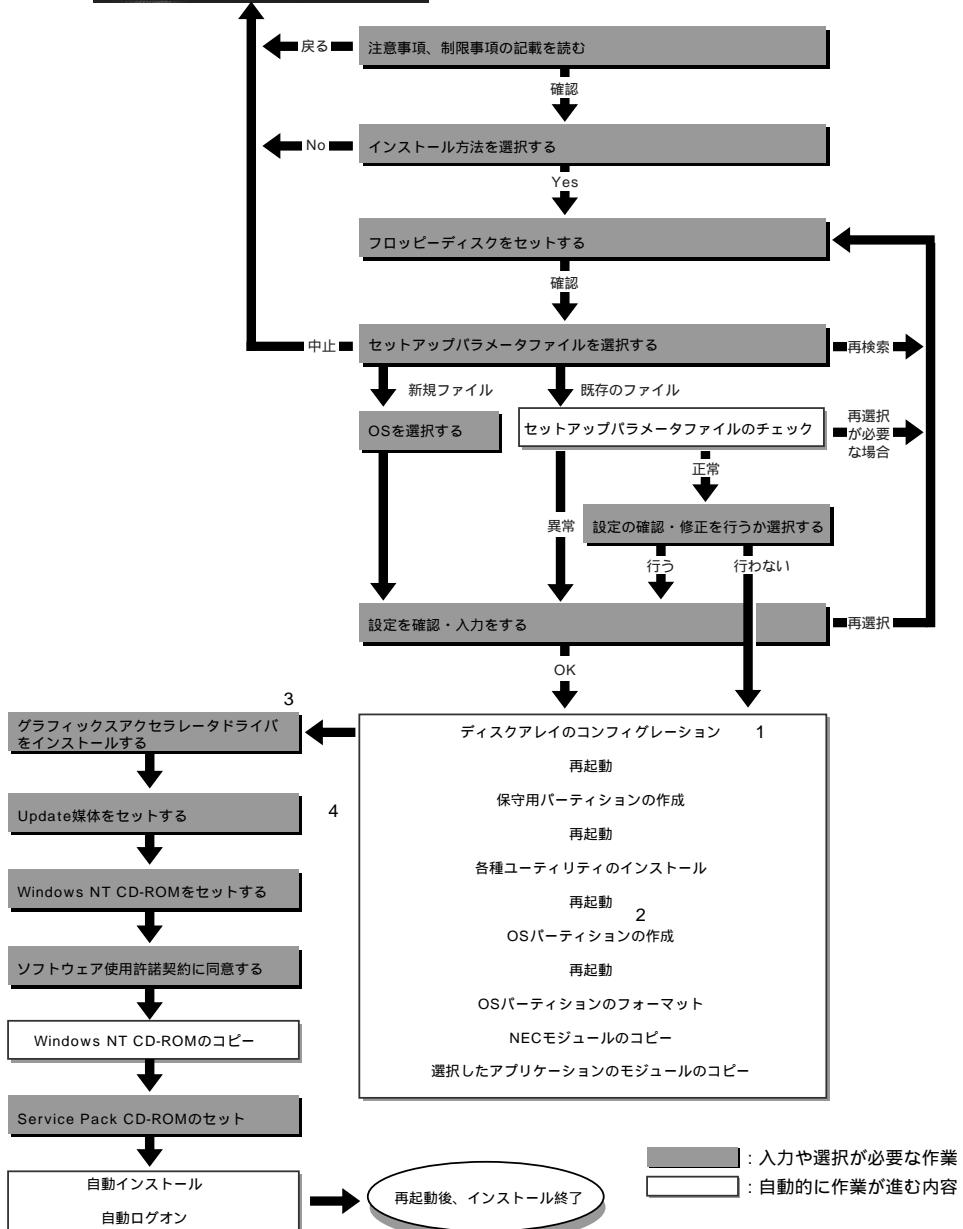 戻る
注意事項、制限事項の記載を読む
確認
No
インストール方法を選択する
Yes
フロッピーディスクをセットする
確認
中止
セットアップパラメータファイルを選択する
再検索
新規ファイル
既存のファイル
OSを選択する
セットアップパラメータファイルのチェック
再選択
が必要
な場合
正常
異常
設定の確認・修正を行うか選択する
行う
行わない
設定を確認・入力をする
再選択
OK
3
グラフィックスアクセラレータドライバ
をインストールする
ディスクアレイのコンフィグレーション 1
再起動
保守用パーティションの作成
再起動
各種ユーティリティのインストール
再起動
2
OSパーティションの作成
再起動
OSパーティションのフォーマット
NECモジュールのコピー
選択したアプリケーションのモジュールのコピー
Update媒体をセットする
4
Windows NT CD-ROMをセットする
ソフトウェア使用許諾契約に同意する
Windows NT CD-ROMのコピー
Service Pack CD-ROMのセット
自動インストール
自動ログオン
再起動後、インストール終了
：入力や選択が必要な作業
：自動的に作業が進む内容